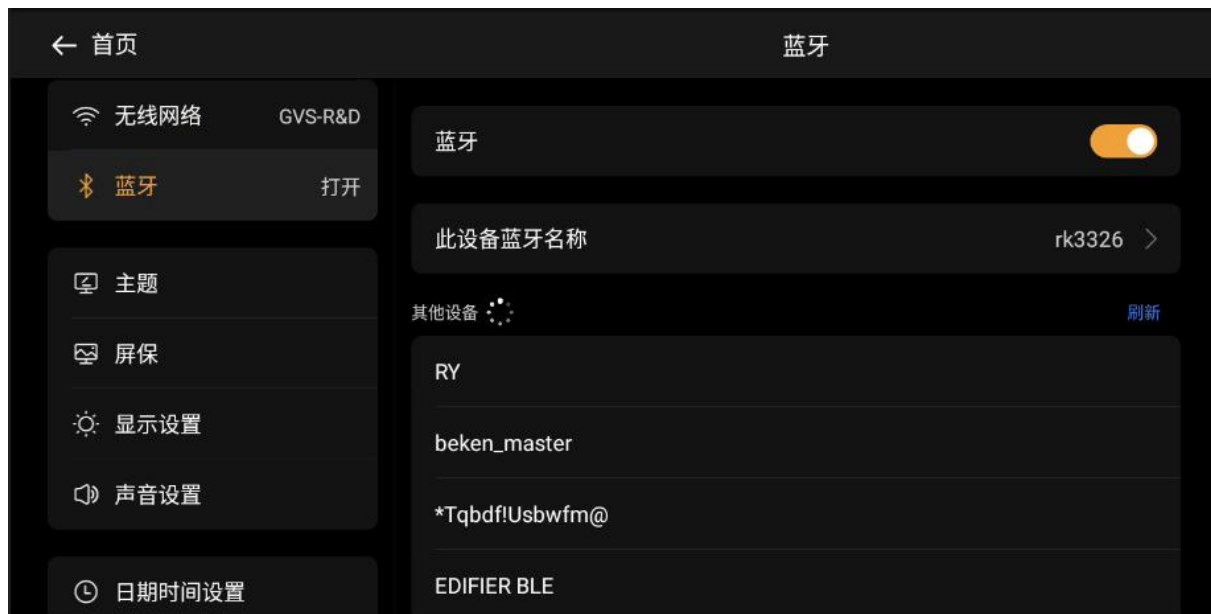 首页
蓝牙
无线网络 GVS-R&D
蓝牙 打开
主题
屏保
显示设置
声音设置
日期时间设置
蓝牙
此设备蓝牙名称 rk3326
其他设备 刷新
RY
beken_master
*Tqbdf!Usbwfm@
EDIFIER BLE